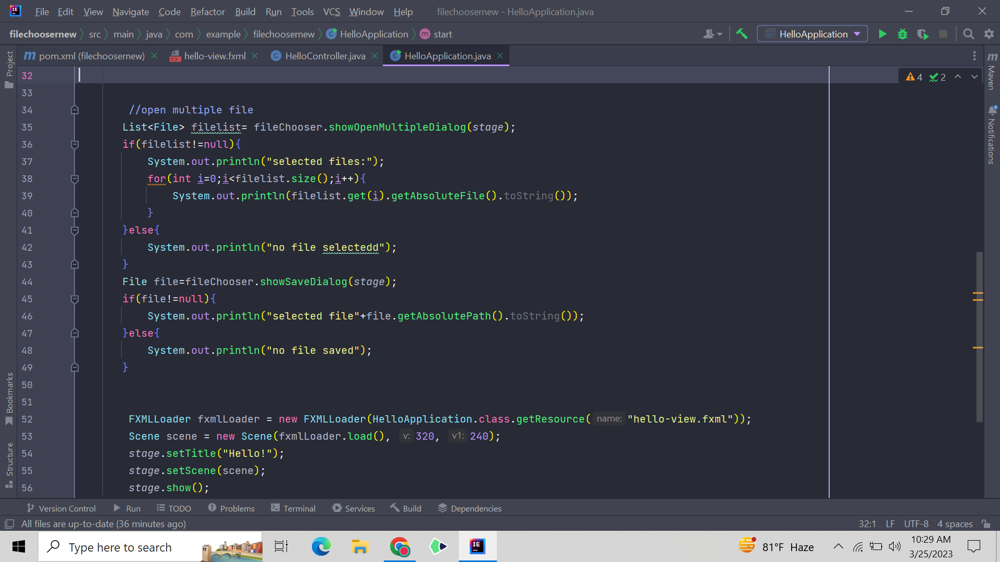 File Edit View Navigate Code Refactor Build Run Tools VCS Window Help filechoosernew - HelloApplication.java
filechoosernew src main java com example filechoosernew HelloApplication start HelloApplication
pom.xml (filechoosernew) hello-view.fxml HelloController.java HelloApplication.java
Project
Maven
Notifications
Bookmarks
Structure
4 2
32
33
34 //open multiple file
35 List<File> filelist= fileChooser.showOpenMultipleDialog(stage);
36 if(filelist!=null){
37 System.out.println("selected files:");
38 for(int i=0;i<filelist.size();i++){
39 System.out.println(filelist.get(i).getAbsoluteFile().toString());
40 }
41 }else{
42 System.out.println("no file selectedd");
43 }
44 File file=fileChooser.showSaveDialog(stage);
45 if(file!=null){
46 System.out.println("selected file"+file.getAbsolutePath().toString());
47 }else{
48 System.out.println("no file saved");
49 }
50
51
52 FXMLLoader fxmlLoader = new FXMLLoader(HelloApplication.class.getResource( name: "hello-view.fxml"));
53 Scene scene = new Scene(fxmlLoader.load(), v: 320, v1: 240);
54 stage.setTitle("Hello!");
55 stage.setScene(scene);
56 stage.show();
Version Control Run TODO Problems Terminal Services Build Dependencies
All files are up-to-date (36 minutes ago) 32:1 LF UTF-8 4 spaces
Type here to search 81°F Haze 10:29 AM
3/25/2023